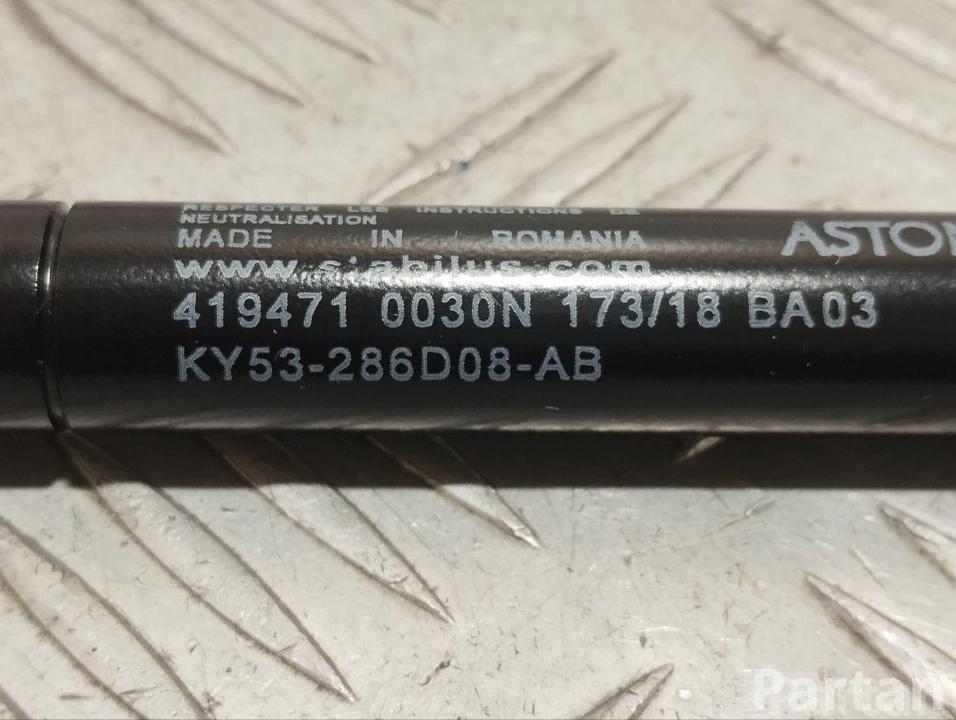 RESPECTER LES INSTRUCTIONS DE
NEUTRALISATION
MADE IN ROMANIA
www.stabilus.com
419471 0030N 173/18 BA03
KY53-286D08-AB
ASTON
Partan